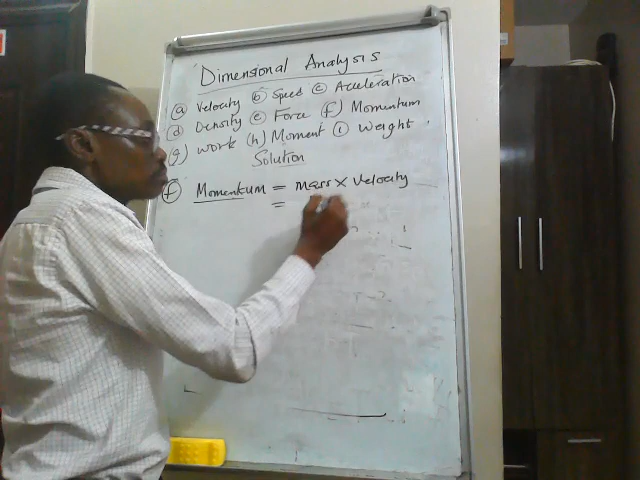 Dimensional Analysis
(a) Velocity (b) Speed (c) Acceleration
(d) Density (e) Force (f) Momentum
(g) Work (h) Moment (i) Weight.
Solution
(f) Momentum = Mass × Velocity
=